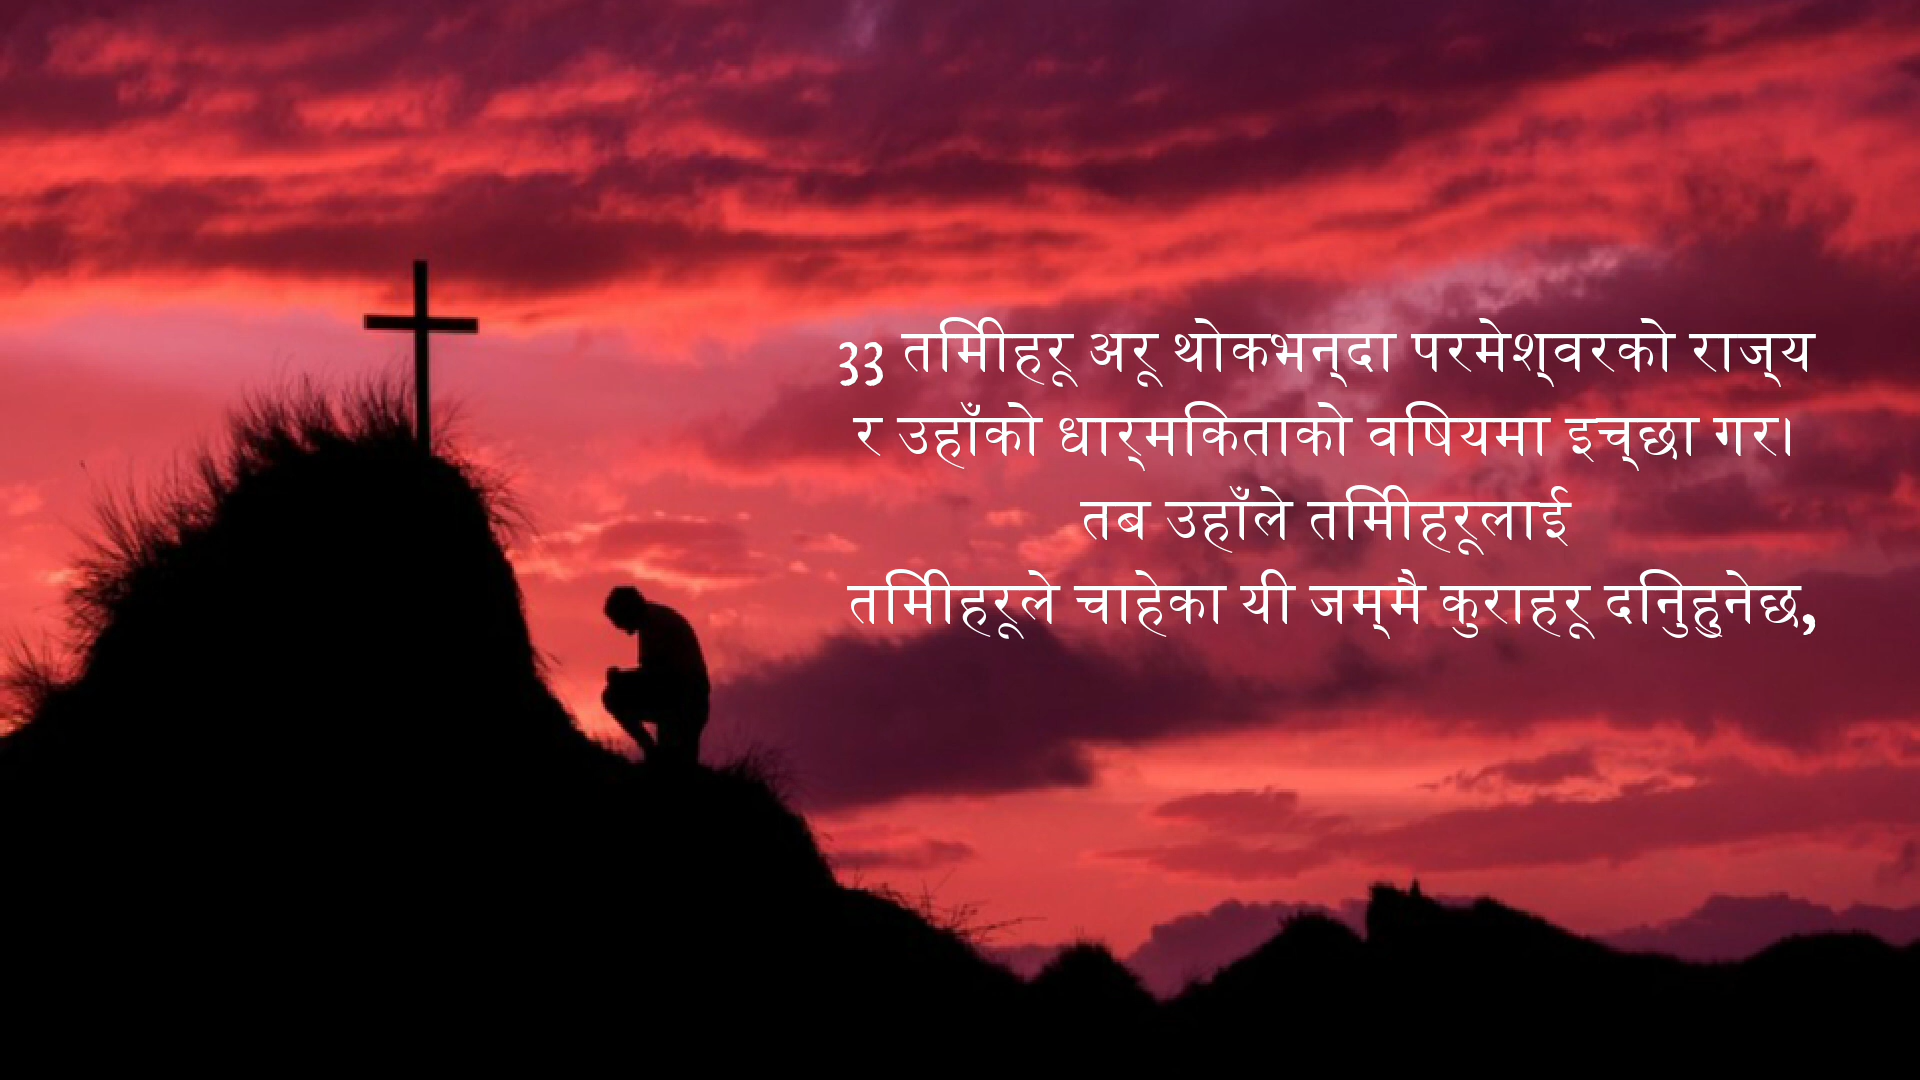 33 तिमीहरू अरू थोकभन्दा परमेश्वरको राज्य
र उहाँको धार्मिकताको विषयमा इच्छा गर।
तब उहाँले तिमीहरूलाई
तिमीहरूले चाहेका यी जम्मै कुराहरू दिनुहुनेछ,